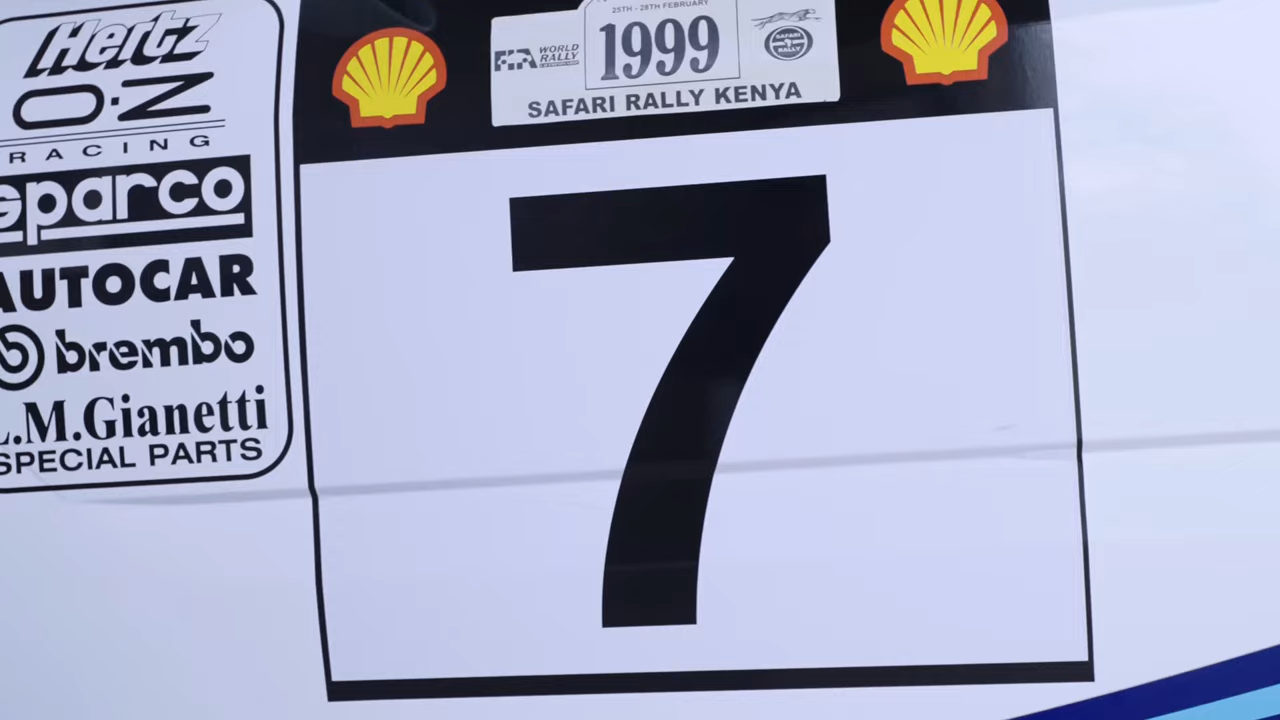 Hertz
O·Z
RACING
sparco
AUTOCAR
brembo
L.M.Gianetti
SPECIAL PARTS
25TH - 28TH FEBRUARY
FIA WORLD
RALLY
1999
SAFARI
RALLY
SAFARI RALLY KENYA
7